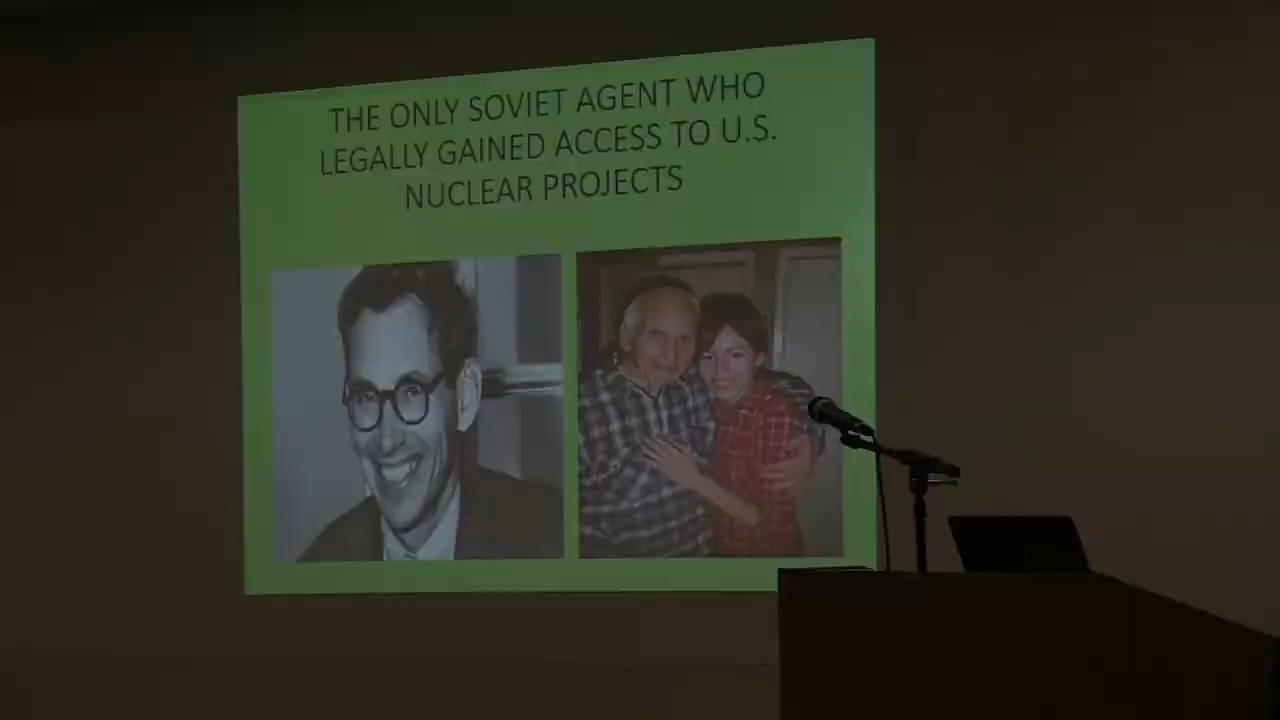 THE ONLY SOVIET AGENT WHO
LEGALLY GAINED ACCESS TO U.S.
NUCLEAR PROJECTS